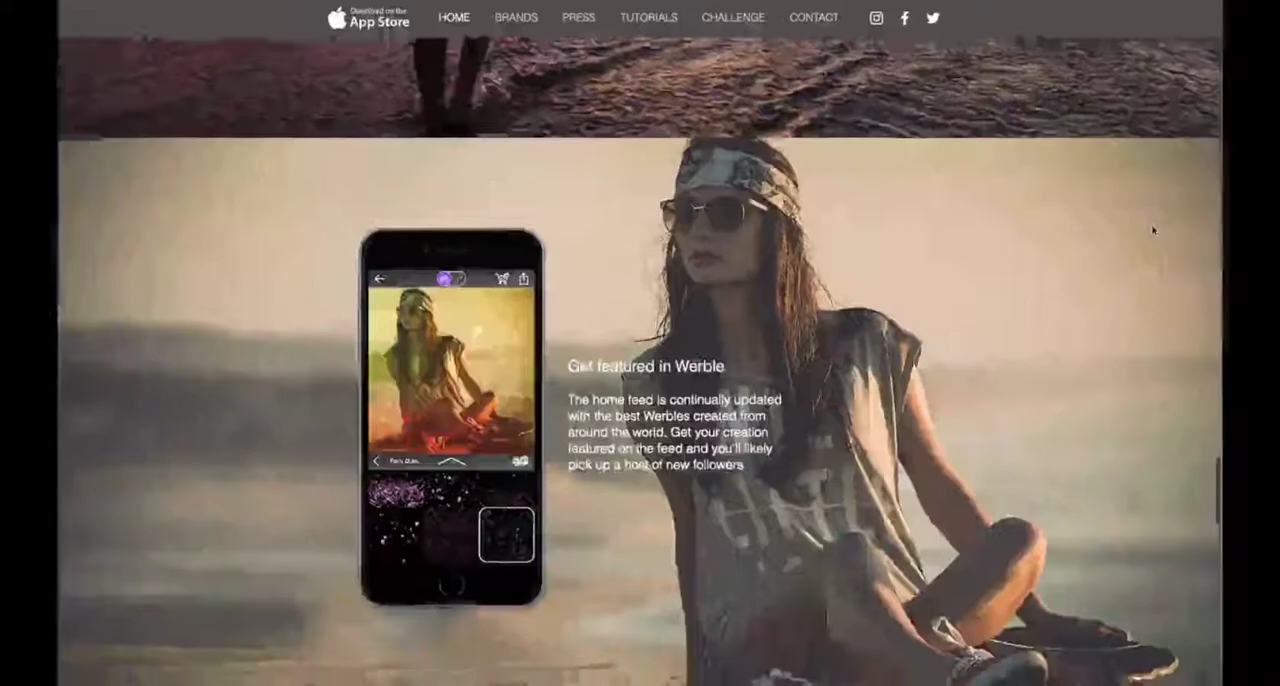 Download on the
App Store
HOME
BRANDS
PRESS
TUTORIALS
CHALLENGE
CONTACT
Get featured in Werble
The home feed is continually updated
with the best Werbles created from
around the world. Get your creation
featured on the feed and you'll likely
pick up a host of new followers